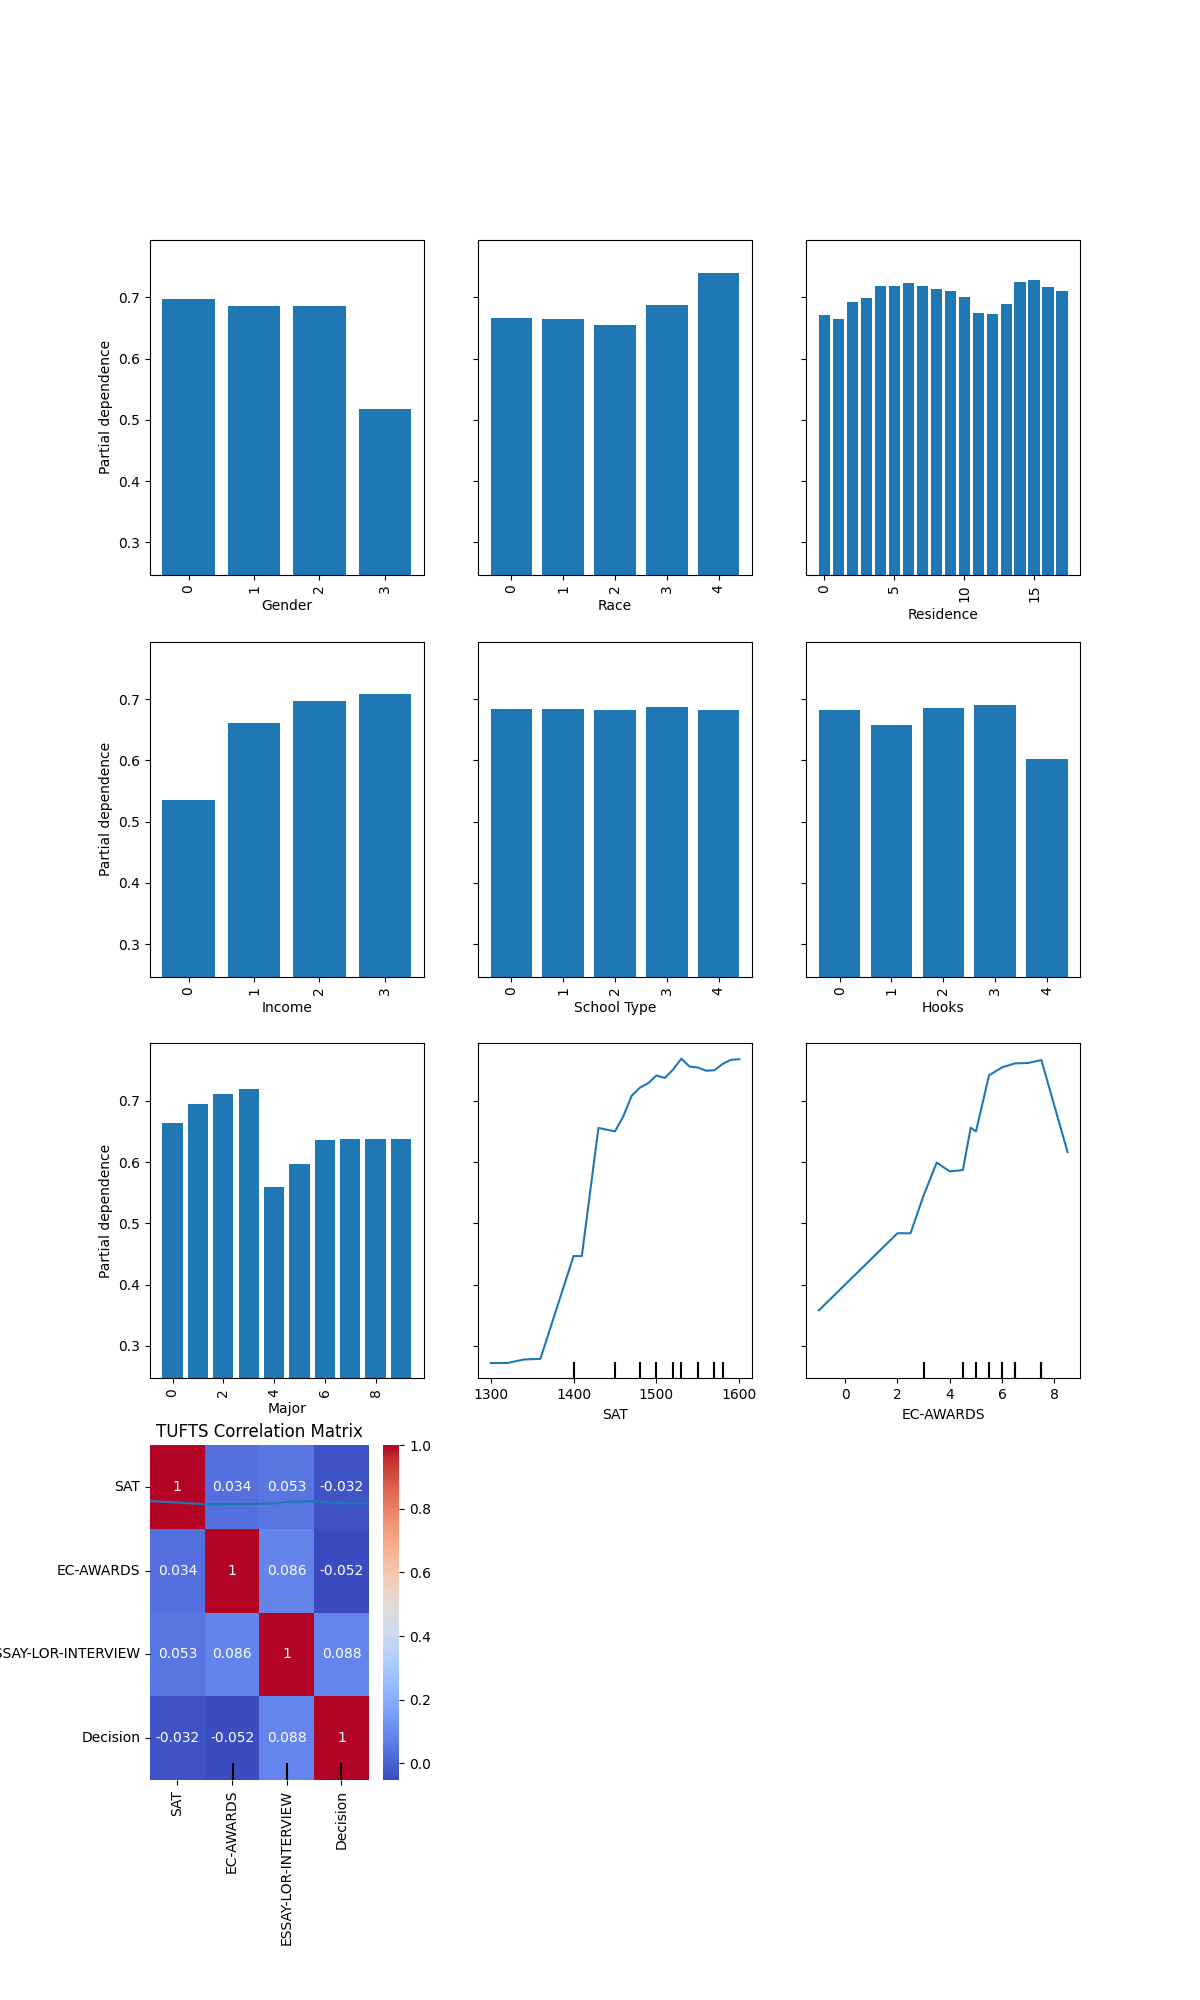 Partial dependence
0.7
0.6
0.5
0.4
0.3
0 1 2 3
Gender
0 1 2 3 4
Race
0 5 10 15
Residence
Partial dependence
0.7
0.6
0.5
0.4
0.3
0 1 2 3
Income
0 1 2 3 4
School Type
0 1 2 3 4
Hooks
Partial dependence
0.7
0.6
0.5
0.4
0.3
0 2 4 6 8
Major
1300 1400 1500 1600
SAT
0 2 4 6 8
EC-AWARDS
TUFTS Correlation Matrix
SAT 1 0.034 0.053 -0.032
EC-AWARDS 0.034 1 0.086 -0.052
SSAY-LOR-INTERVIEW 0.053 0.086 1 0.088
Decision -0.032 -0.052 0.088 1
SAT EC-AWARDS ESSAY-LOR-INTERVIEW Decision
1.0
0.8
0.6
0.4
0.2
0.0